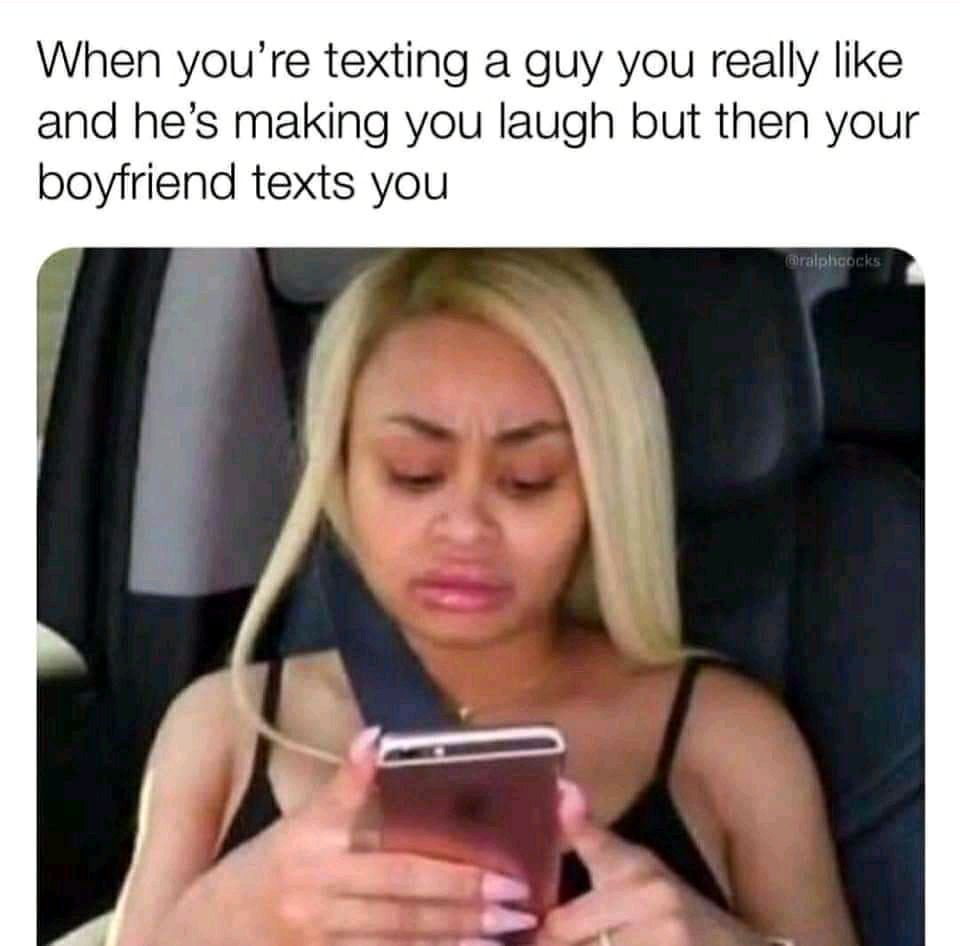 When you’re texting a guy you really like
and he’s making you laugh but then your
boyfriend texts you
@ralphcocks